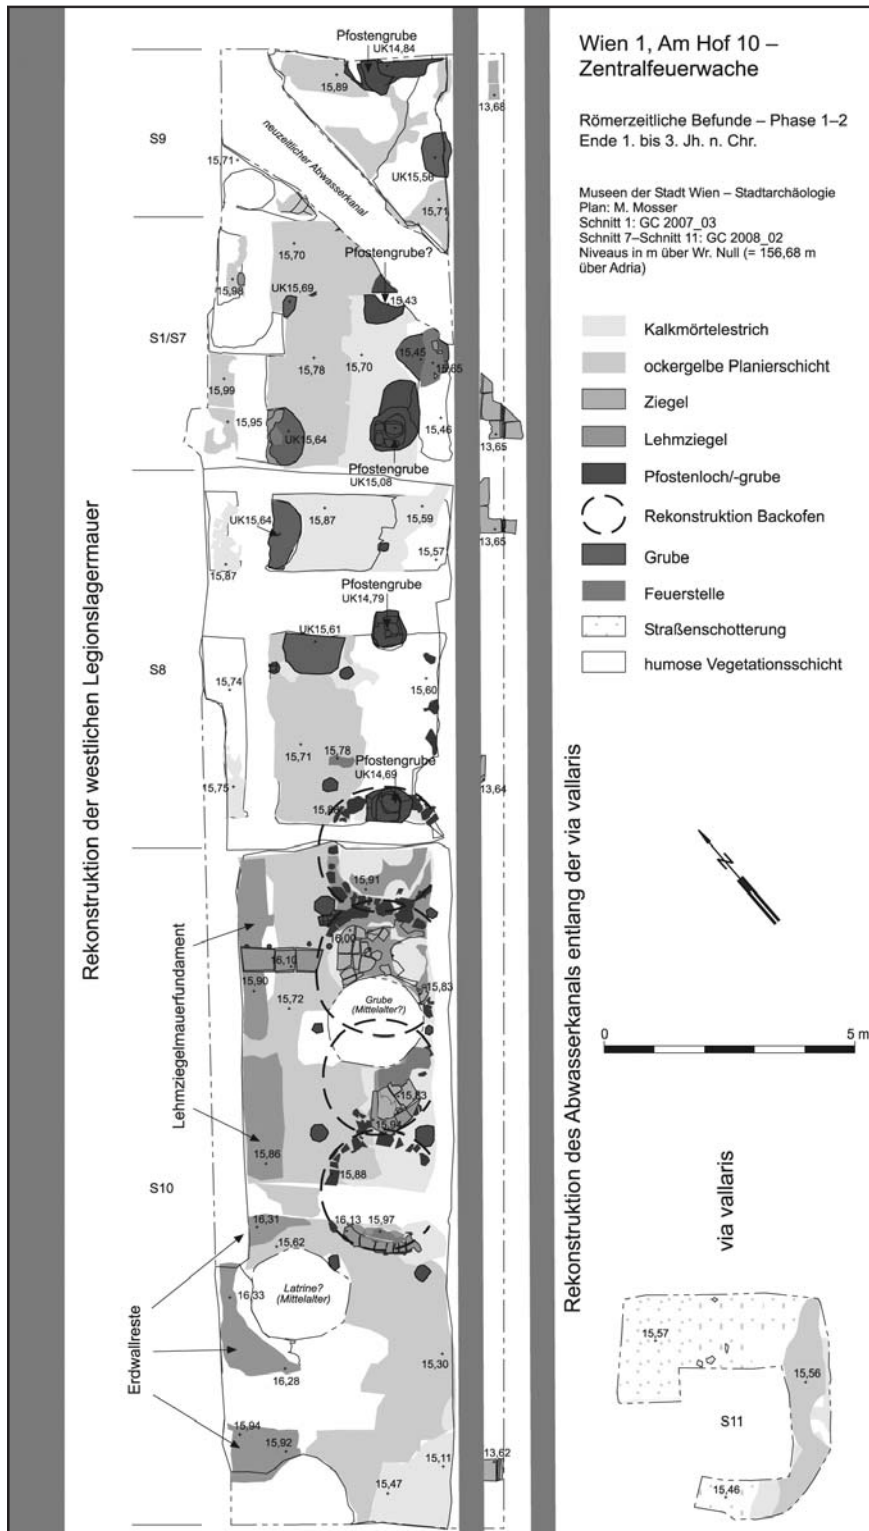 Wien 1, Am Hof 10 –
Zentralfeuerwache
Römerzeitliche Befunde – Phase 1–2
Ende 1. bis 3. Jh. n. Chr.
Museen der Stadt Wien – Stadtarchäologie
Plan: M. Mosser
Schnitt 1: GC 2007_03
Schnitt 7–Schnitt 11: GC 2008_02
Niveaus in m über Wr. Null (= 156,68 m
über Adria)
Kalkmörtelestrich
ockergelbe Planierschicht
Ziegel
Lehmziegel
Pfostenloch/-grube
Rekonstruktion Backofen
Grube
Feuerstelle
Straßenschotterung
humose Vegetationsschicht
N
0
5 m
Rekonstruktion der westlichen Legionslagermauer
Rekonstruktion des Abwasserkanals entlang der via vallaris
via vallaris
S9
Pfostengrube
UK14,84
15,89
13,68
neuzeitlicher Abwasserkanal
15,71
UK15,56
15,71
S1/S7
15,70
Pfostengrube?
15,98
UK15,69
15,43
15,78
15,70
15,45
15,65
15,99
15,95
UK15,64
15,46
13,65
Pfostengrube
UK15,08
S8
UK15,64
15,87
15,59
13,65
15,57
15,87
Pfostengrube
UK14,79
UK15,61
15,74
15,60
15,71
15,78
Pfostengrube
UK14,69
15,75
13,64
S10
15,91
Lehmziegelmauerfundament
16,00
16,10
15,90
15,83
15,72
Grube
(Mittelalter?)
15,94
15,86
15,88
16,31
16,13
15,97
15,62
Erdwallreste
Latrine?
(Mittelalter)
16,33
16,28
15,30
15,94
15,92
15,11
13,62
15,47
15,57
15,56
S11
15,46